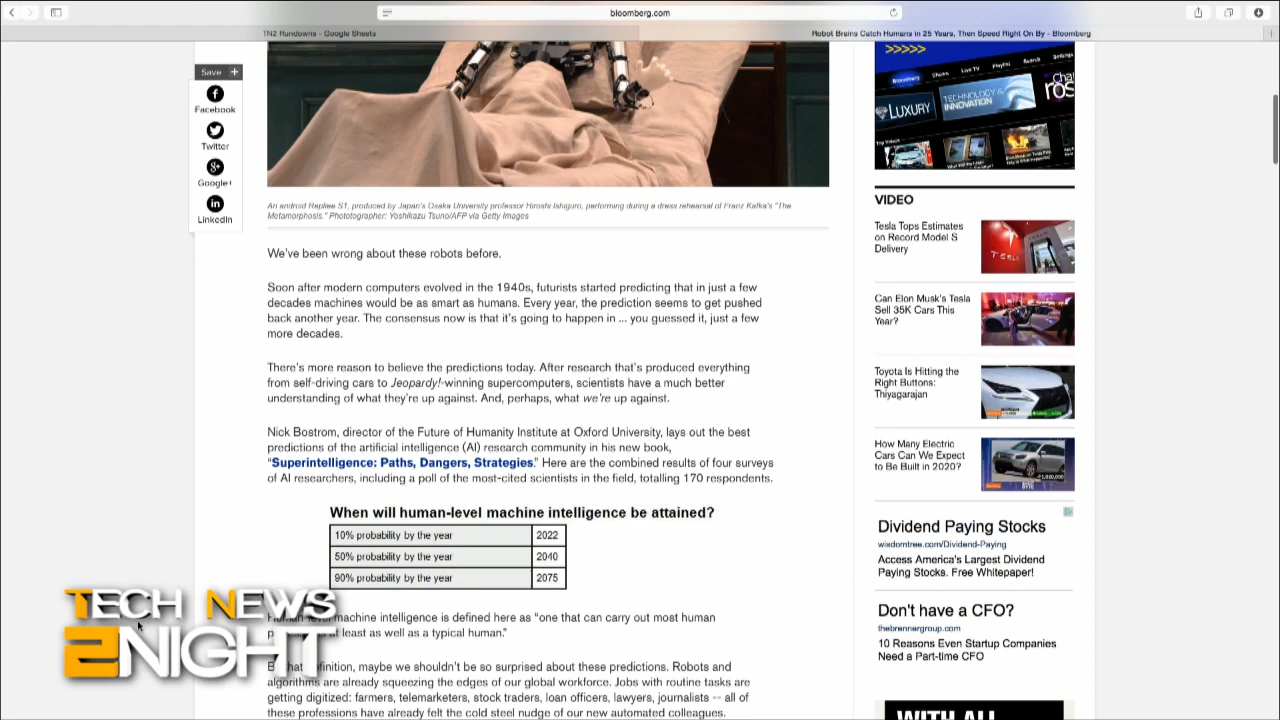 bloomberg.com
TN2 Rundowns - Google Sheets
Robot Brains Catch Humans in 25 Years, Then Speed Right On By - Bloomberg
Save +
Facebook
Twitter
Google+
LinkedIn
An android Repliee S1, produced by Japan's Osaka University professor Hiroshi Ishiguro, performing during a dress rehearsal of Franz Kafka's "The
Metamorphosis." Phototographer: Yoshikazu Tsuno/AFP via Getty Images
We've been wrong about these robots before.
Soon after modern computers evolved in the 1940s, futurists started predicting that in just a few
decades machines would be as smart as humans. Every year, the prediction seems to get pushed
back another year. The consensus now is that it's going to happen in ... you guessed it, just a few
more decades.
There's more reason to believe the predictions today. After research that's produced everything
from self-driving cars to Jeopardy!-winning supercomputers, scientists have a much better
understanding of what they're up against. And, perhaps, what we're up against.
Nick Bostrom, director of the Future of Humanity Institute at Oxford University, lays out the best
predictions of the artificial intelligence (AI) research community in his new book,
"Superintelligence: Paths, Dangers, Strategies." Here are the combined results of four surveys
of AI researchers, including a poll of the most-cited scientists in the field, totalling 170 respondents.
When will human-level machine intelligence be attained?
10% probability by the year 2022
50% probability by the year 2040
90% probability by the year 2075
machine intelligence is defined here as "one that can carry out most human
at least as well as a typical human."
maybe we shouldn't be so surprised about these predictions. Robots and
algorithms are already squeezing the edges of our global workforce. Jobs with routine tasks are
getting digitized: farmers, telemarketers, stock traders, loan officers, lawyers, journalists -- all of
these professions have already felt the cold steel nudge of our new automated colleagues.
TECH NEWS
2NIGHT
>>>>>
Bloomberg Shows Live TV Playlist Search Settings
LUXURY
TECHNOLOGY &
INNOVATION
Top Videos
VIDEO
Tesla Tops Estimates
on Record Model S
Delivery
TESLA
Can Elon Musk's Tesla
Sell 35K Cars This
Year?
Toyota Is Hitting the
Right Buttons:
Thiyagarajan
How Many Electric
Cars Can We Expect
to Be Built in 2020?
Dividend Paying Stocks
wisdomtree.com/Dividend-Paying
Access America's Largest Dividend
Paying Stocks. Free Whitepaper!
Don't have a CFO?
thebrennergroup.com
10 Reasons Even Startup Companies
Need a Part-time CFO
WITH ALL